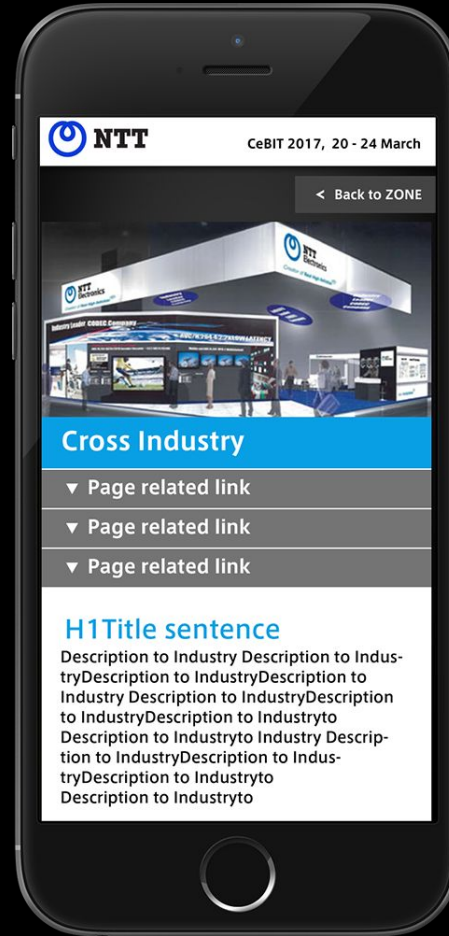 NTT
CeBIT 2017, 20 - 24 March
< Back to ZONE
NTT
Electronics
NTT
Electronics
Industry Leader CODEC Company
Cross Industry
▼ Page related link
▼ Page related link
▼ Page related link
H1Title sentence
Description to Industry Description to Indus-
tryDescription to IndustryDescription to
Industry Description to IndustryDescription
to IndustryDescription to Industryto
Description to Industryto Industry Descrip-
tion to IndustryDescription to Indus-
tryDescription to Industryto
Description to Industryto